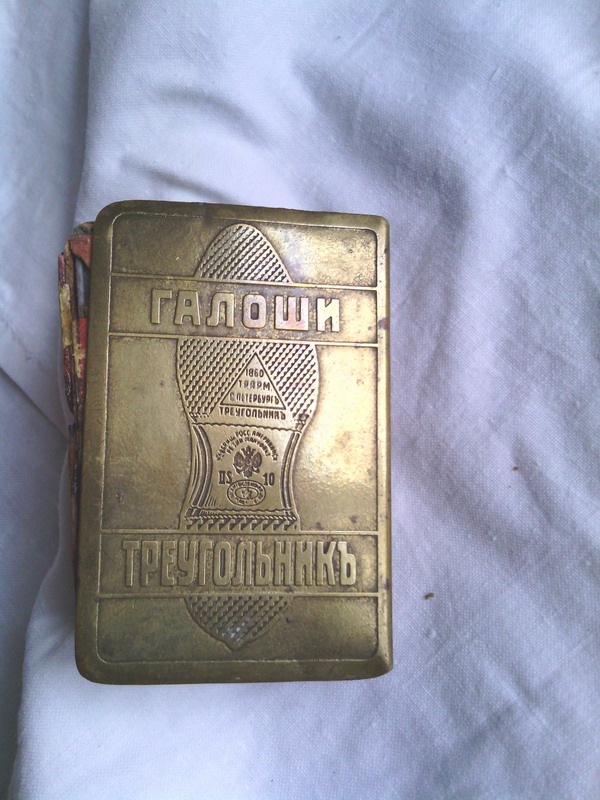 ГАЛОШИ
1860
Т·Р·А·Р·М
С.ПЕТЕРБУРГЪ
ТРЕУГОЛЬНИКЪ
10
ТРЕУГОЛЬНИКЪ